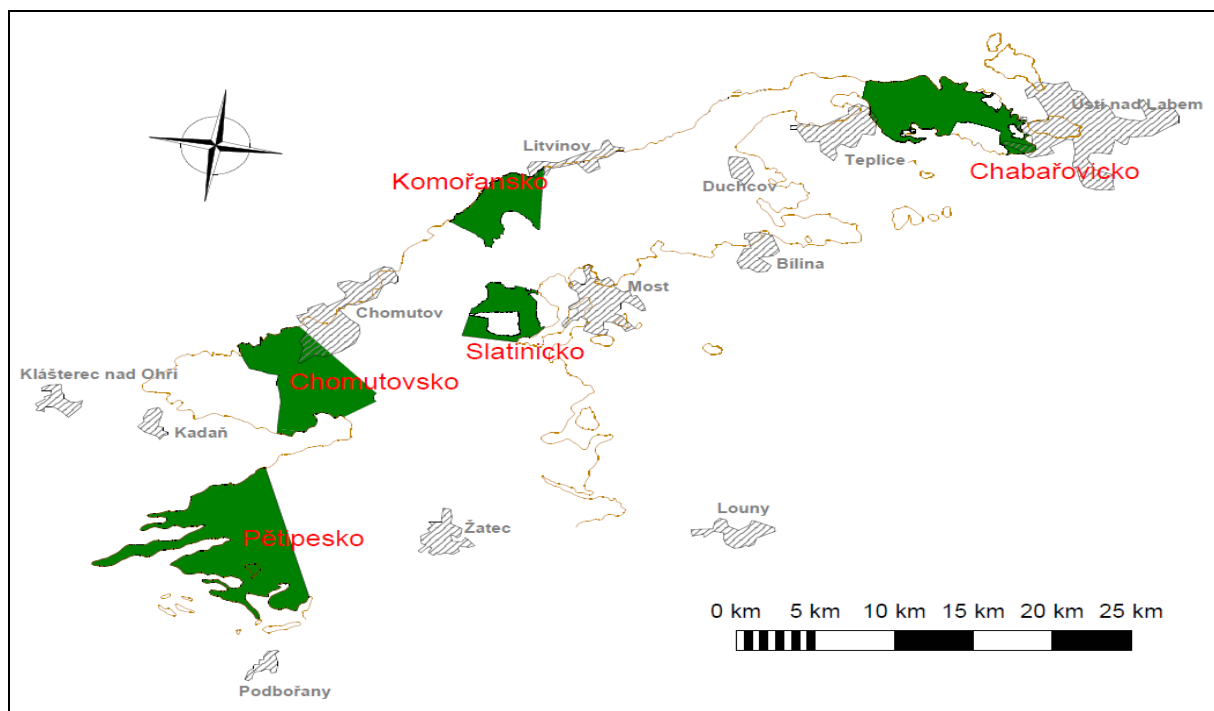 Ústí nad Labem
Litvínov
Teplice
Chabařovicko
Komořansko
Duchcov
Bílina
Most
Chomutov
Slatinicko
Klášterec nad Ohří
Chomutovsko
Kadaň
Louny
Žatec
Pětipesko
0 km 5 km 10 km 15 km 20 km 25 km
Podbořany